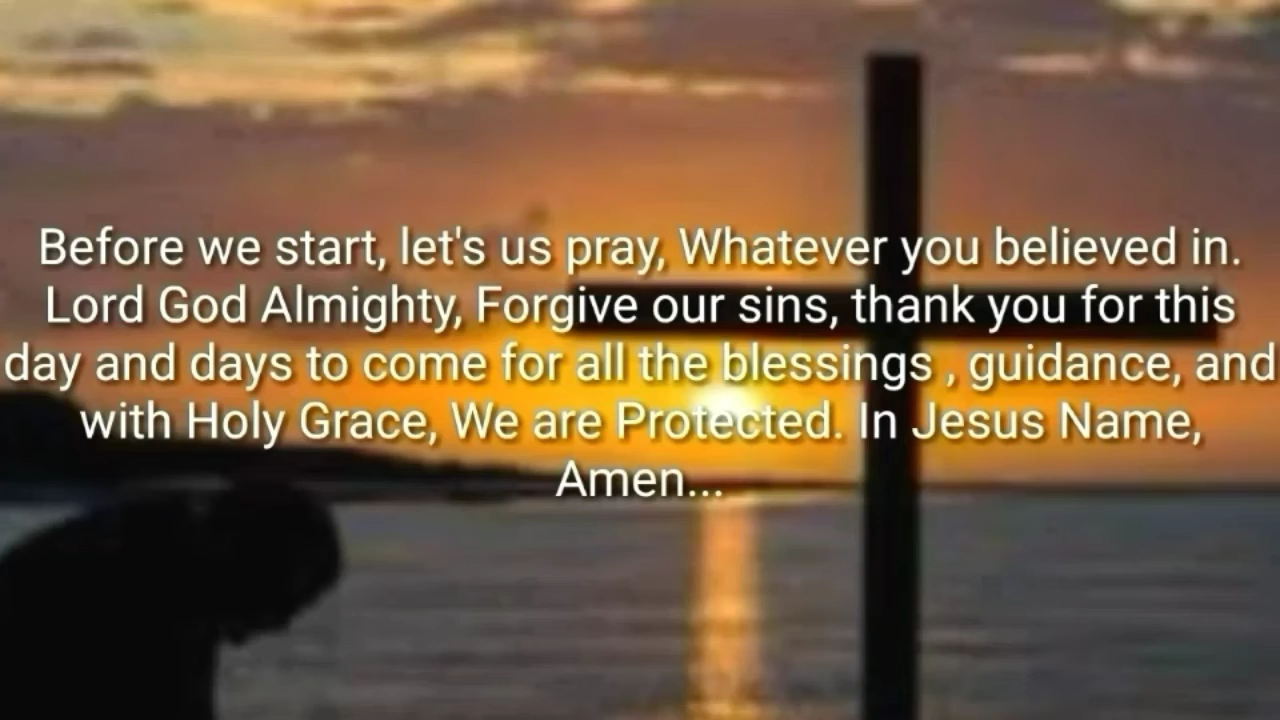 Before we start, let's us pray, Whatever you believed in.
Lord God Almighty, Forgive our sins, thank you for this
day and days to come for all the blessings , guidance, and
with Holy Grace, We are Protected. In Jesus Name,
Amen...